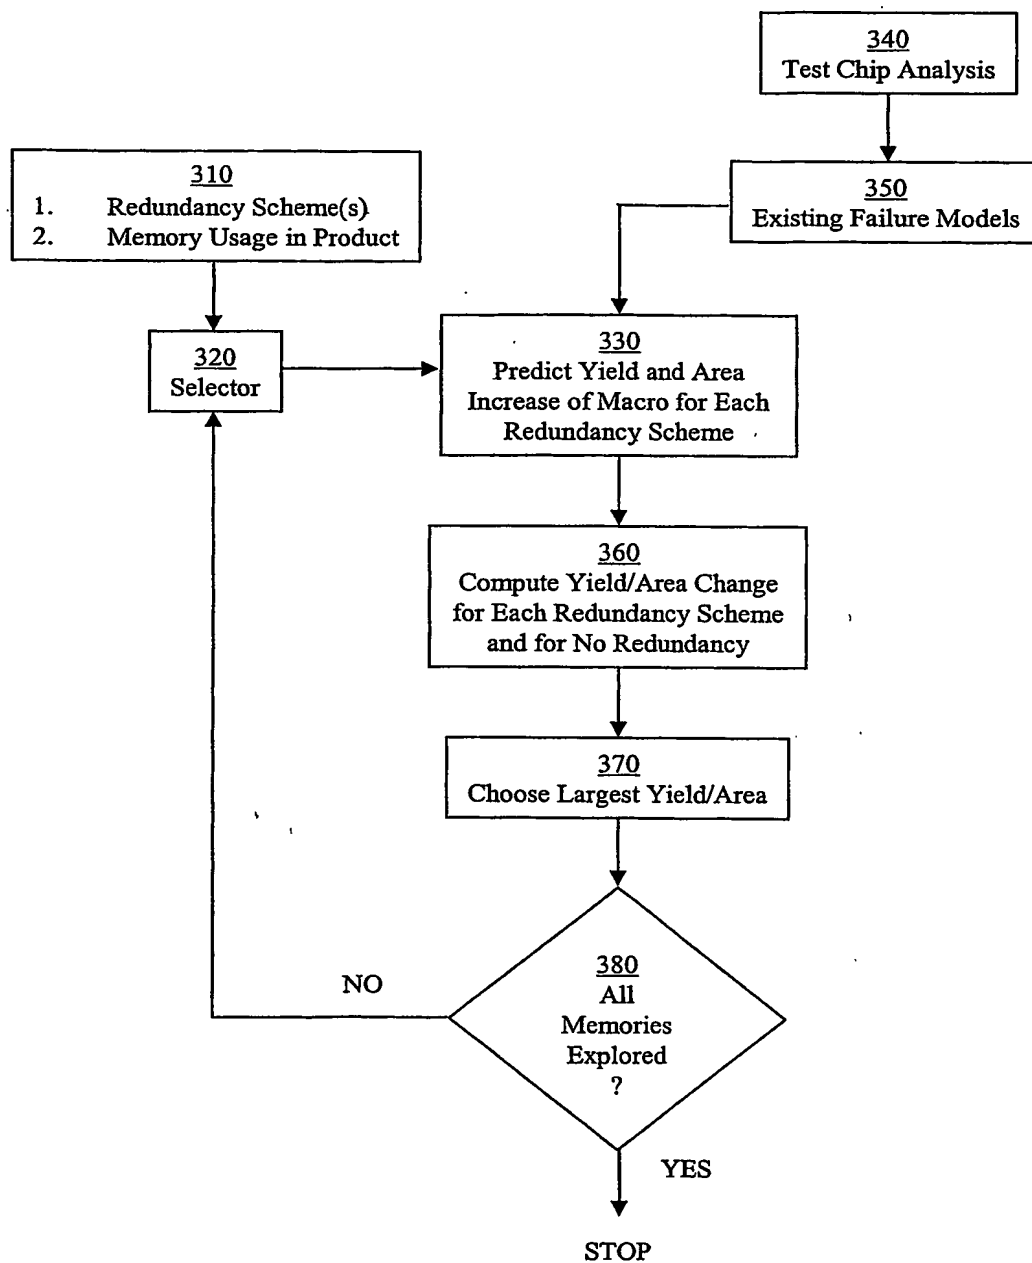 340
Test Chip Analysis
310
1. Redundancy Scheme(s)
2. Memory Usage in Product
350
Existing Failure Models
320
Selector
330
Predict Yield and Area
Increase of Macro for Each
Redundancy Scheme
360
Compute Yield/Area Change
for Each Redundancy Scheme
and for No Redundancy
370
Choose Largest Yield/Area
380
All
Memories
Explored
?
NO
YES
STOP